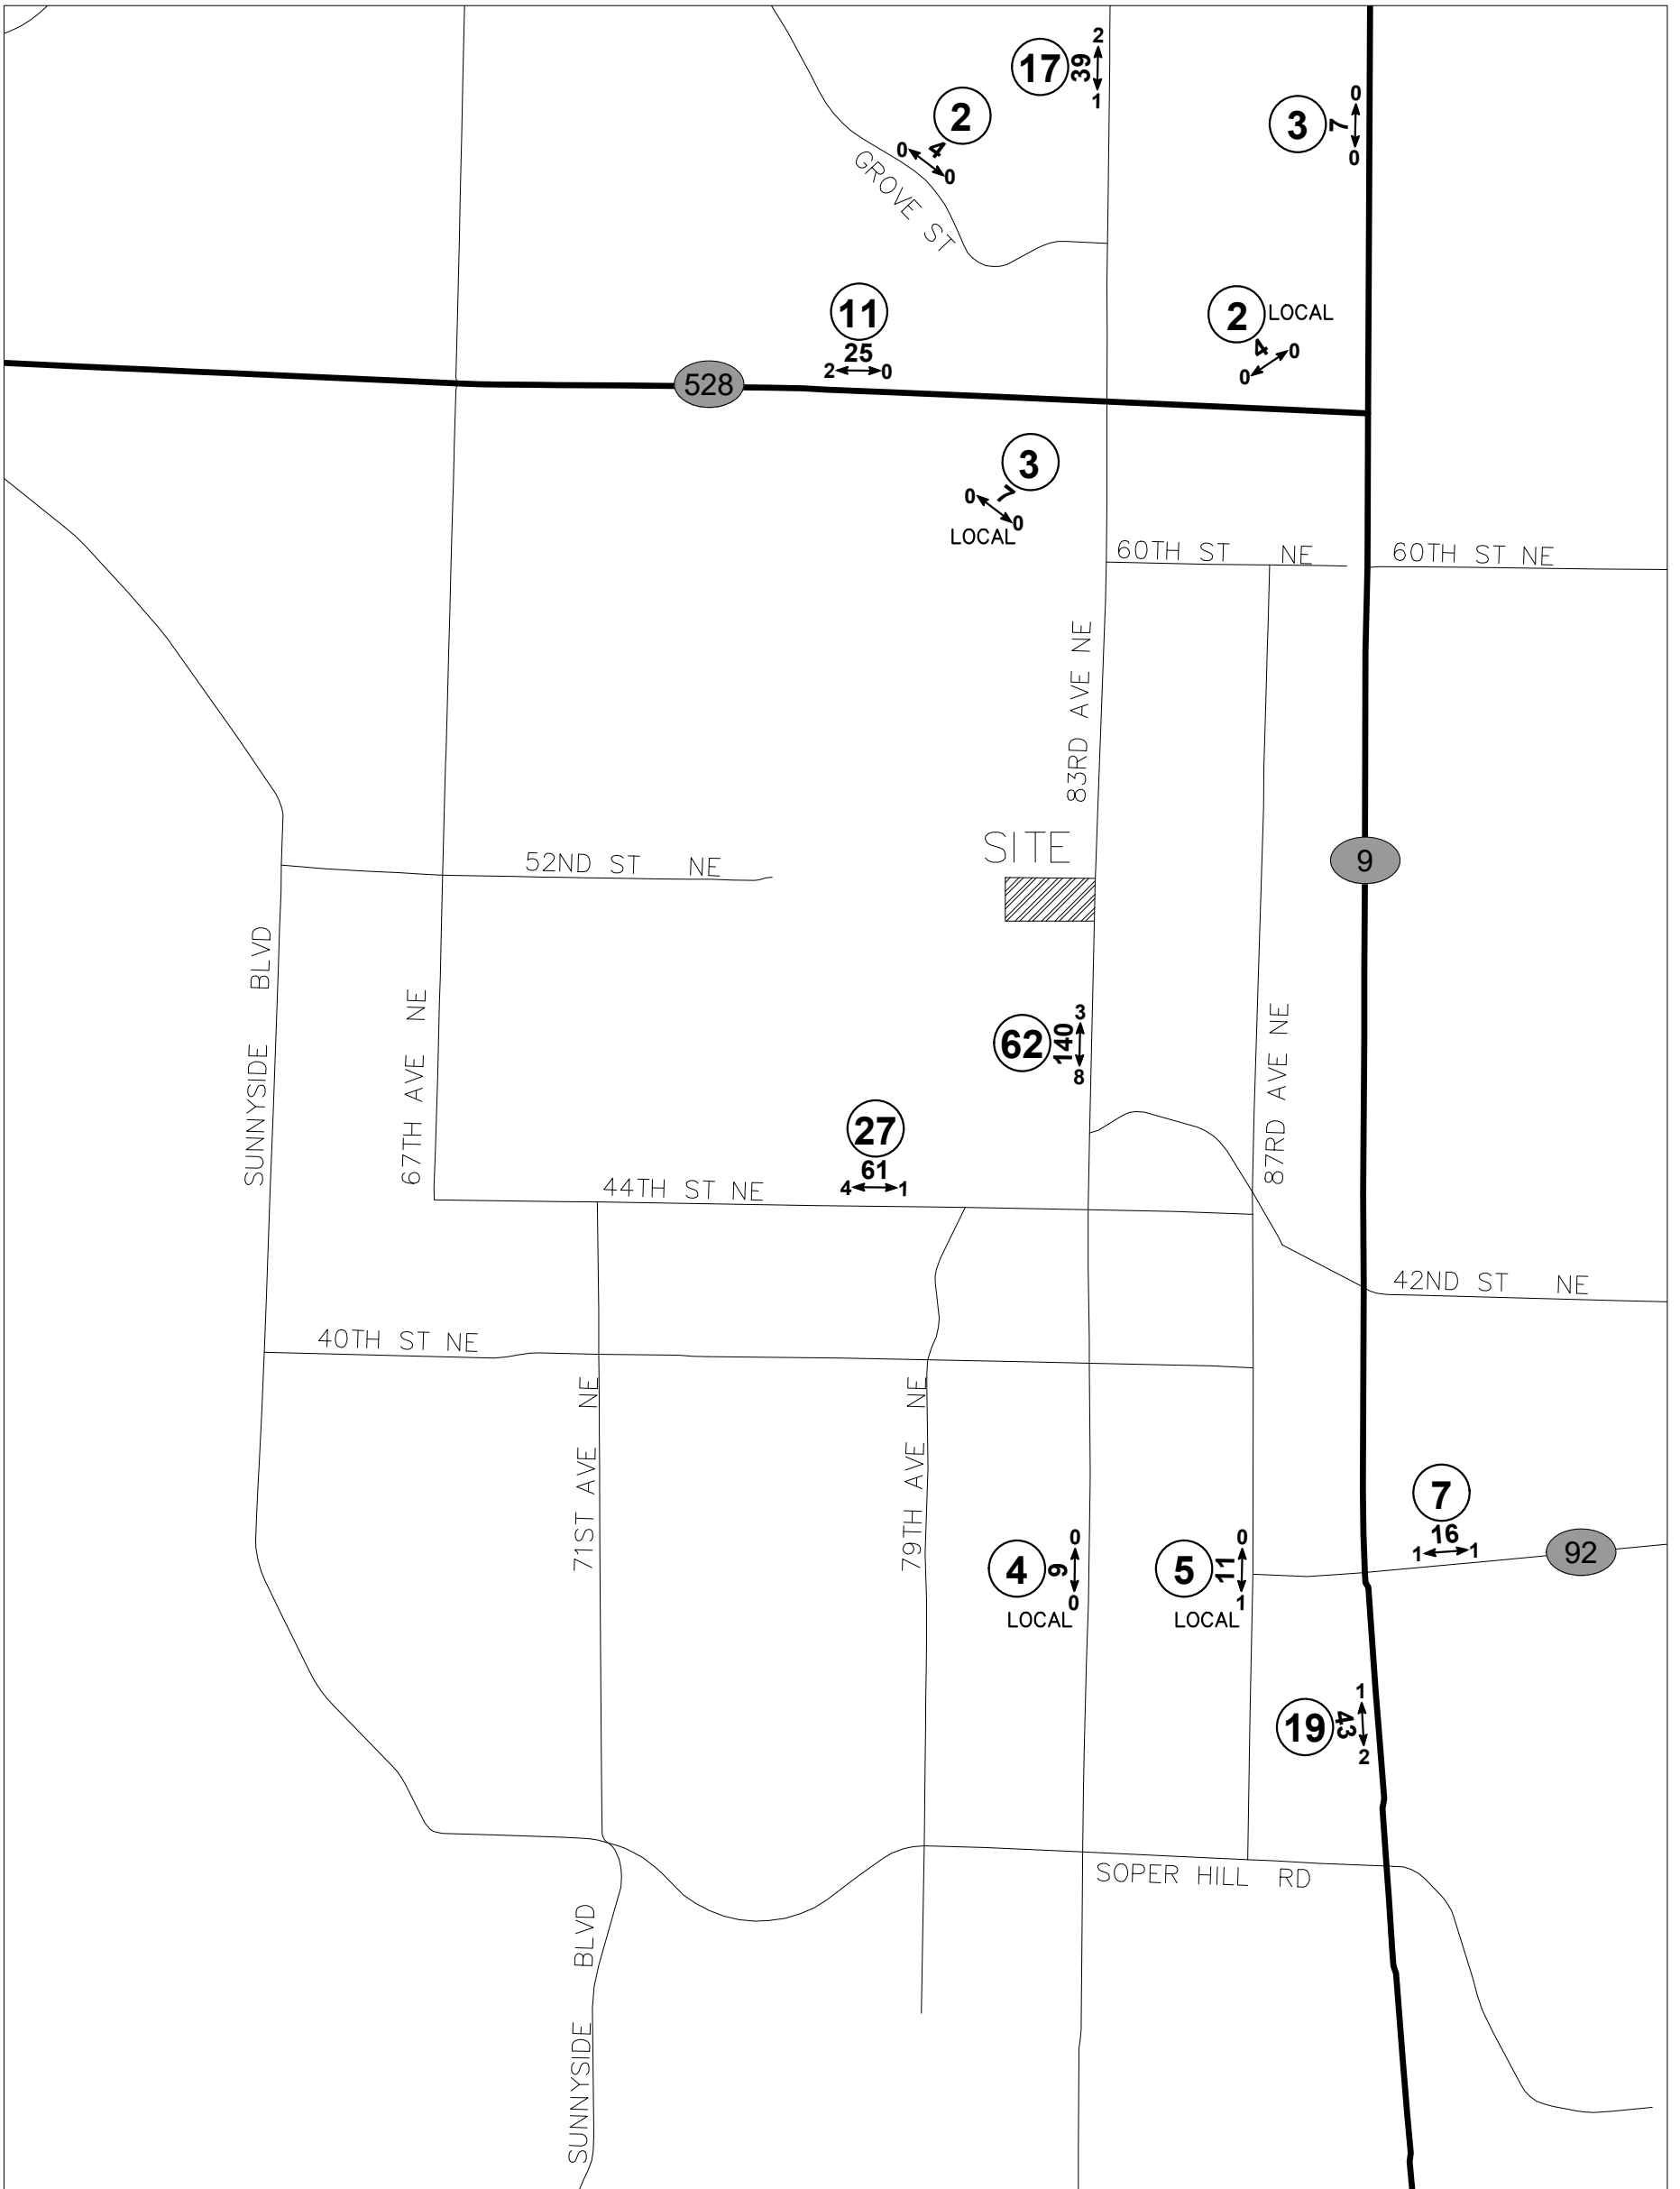 2
17
39
1
2
4
0
0
GROVE ST
0
3
7
0
11
25
2
0
2
LOCAL
4
0
0
528
3
0
7
0
LOCAL
60TH ST NE
60TH ST NE
83RD AVE NE
SITE
52ND ST NE
9
SUNNYSIDE BLVD
67TH AVE NE
62
140
3
8
87RD AVE NE
27
61
4
1
44TH ST NE
42ND ST NE
40TH ST NE
71ST AVE NE
79TH AVE NE
4
9
0
0
LOCAL
5
11
0
1
LOCAL
7
16
1
1
92
19
43
1
2
SOPER HILL RD
SUNNYSIDE BLVD